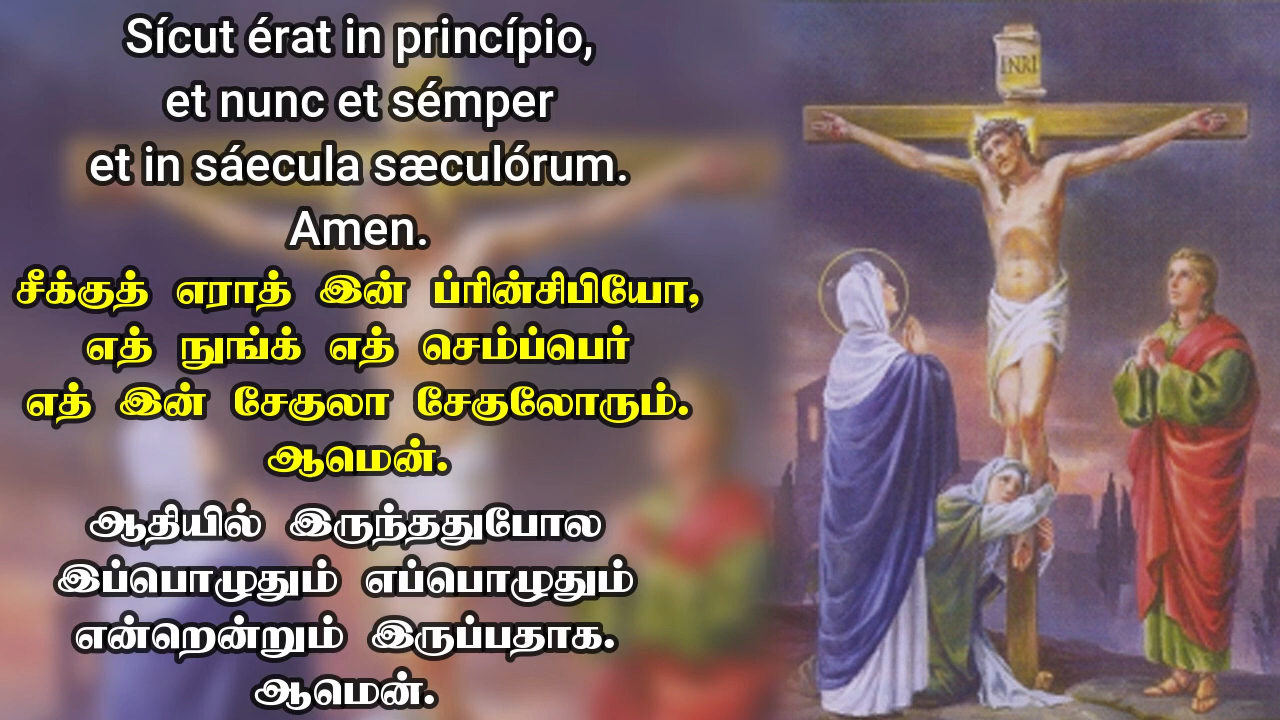 Sícut érat in princípio,
et nunc et sémper
et in sáecula sæculórum.
Amen.
சீக்குத் எராத் இன் ப்ரின்சிபியோ,
எத் நுங்க் எத் செம்ப்பெர்
எத் இன் சேகுலா சேகுலோரும்.
ஆமென்.
ஆதியில் இருந்ததுபோல
இப்பொழுதும் எப்பொழுதும்
என்றென்றும் இருப்பதாக.
ஆமென்.
INRI